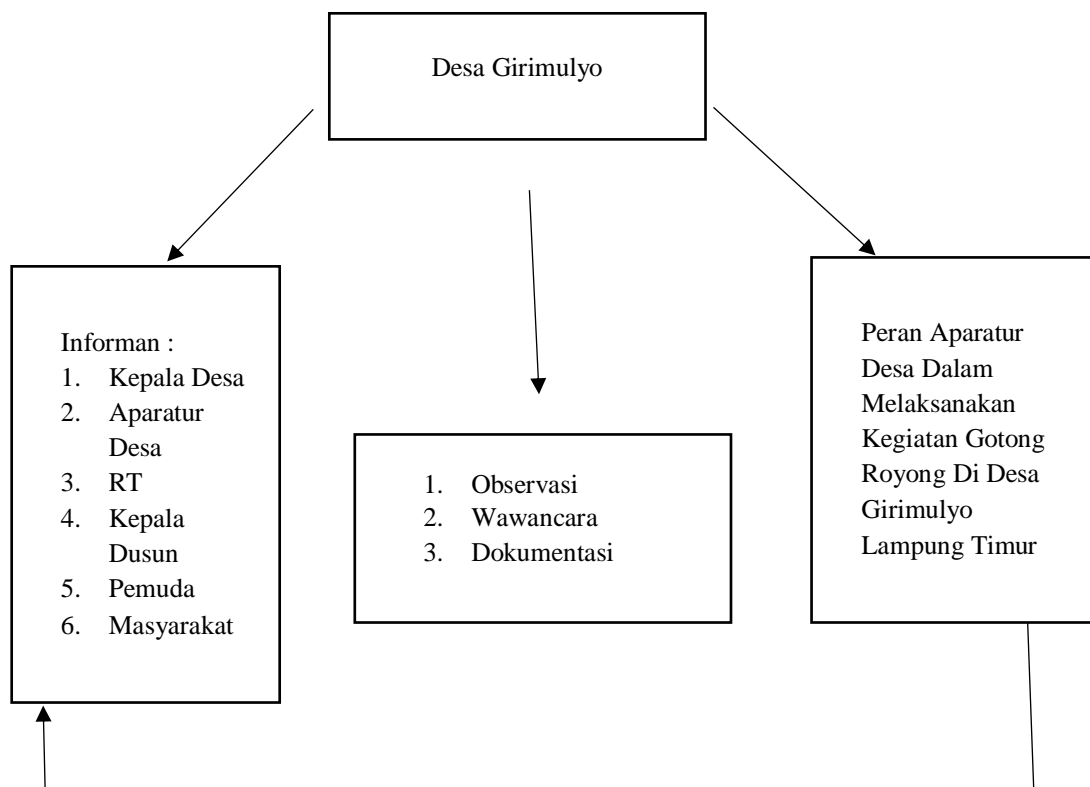 Desa Girimulyo
Informan :
1. Kepala Desa
2. Aparatur
Desa
3. RT
4. Kepala
Dusun
5. Pemuda
6. Masyarakat
1. Observasi
2. Wawancara
3. Dokumentasi
Peran Aparatur
Desa Dalam
Melaksanakan
Kegiatan Gotong
Royong Di Desa
Girimulyo
Lampung Timur